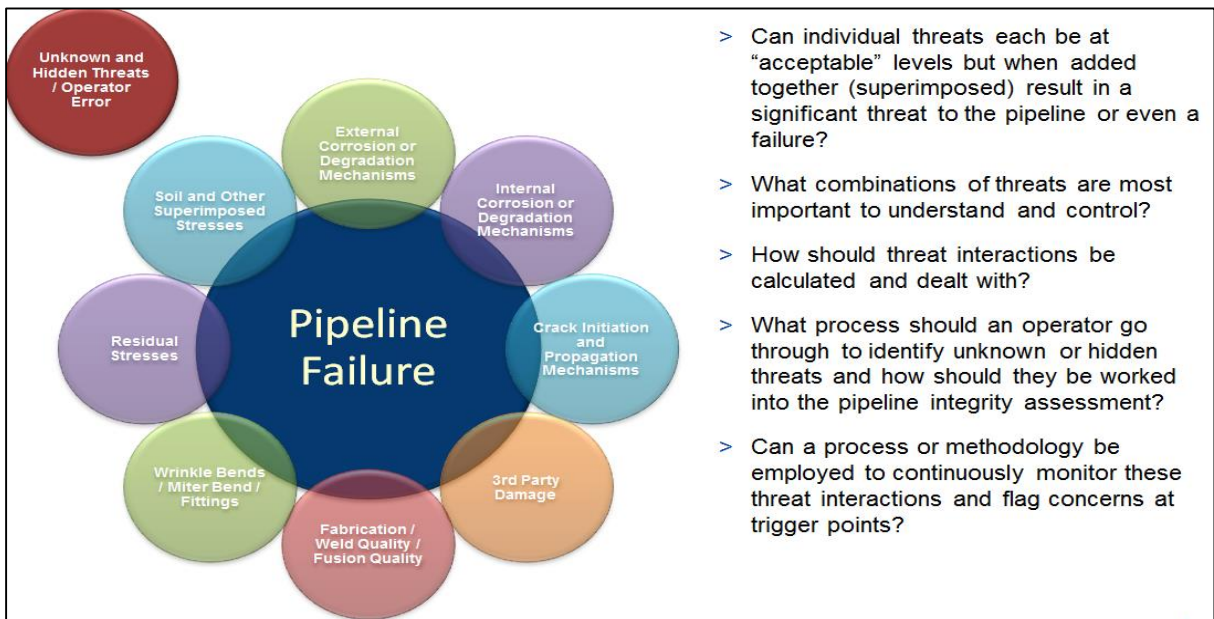 Unknown and
Hidden Threats
/ Operator
Error
External
Corrosion or
Degradation
Mechanisms
Internal
Corrosion or
Degradation
Mechanisms
Crack Initiation
and
Propagation
Mechanisms
3rd Party
Damage
Fabrication /
Weld Quality /
Fusion Quality
Wrinkle Bends
/ Miter Bend /
Fittings
Residual
Stresses
Soil and Other
Superimposed
Stresses
Pipeline
Failure
> Can individual threats each be at
“acceptable” levels but when added
together (superimposed) result in a
significant threat to the pipeline or even a
failure?
> What combinations of threats are most
important to understand and control?
> How should threat interactions be
calculated and dealt with?
> What process should an operator go
through to identify unknown or hidden
threats and how should they be worked
into the pipeline integrity assessment?
> Can a process or methodology be
employed to continuously monitor these
threat interactions and flag concerns at
trigger points?